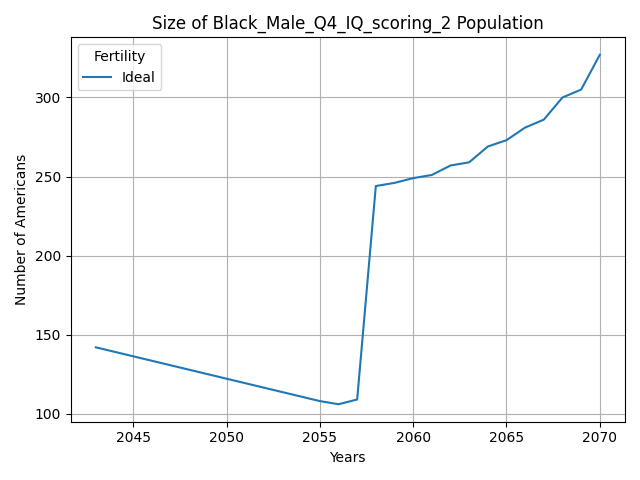 Size of Black_Male_Q4_IQ_scoring_2 Population
Fertility
Ideal
Number of Americans
300
250
200
150
100
2045 2050 2055 2060 2065 2070
Years